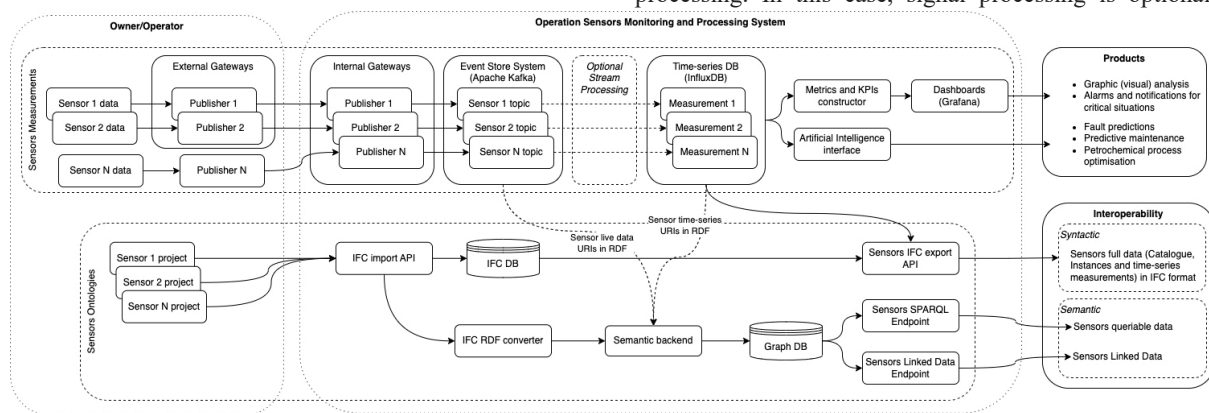 processing. In this case, signal processing is optional
Owner/Operator
Operation Sensors Monitoring and Processing System
Sensors Measurements
External Gateways
Sensor 1 data
Publisher 1
Sensor 2 data
Publisher 2
Sensor N data
Publisher N
Internal Gateways
Publisher 1
Publisher 2
Publisher N
Event Store System
(Apache Kafka)
Sensor 1 topic
Sensor 2 topic
Sensor N topic
Optional
Stream
Processing
Time-series DB
(InfluxDB)
Measurement 1
Measurement 2
Measurement N
Metrics and KPIs
constructor
Dashboards
(Grafana)
Artificial Intelligence
interface
Products
• Graphic (visual) analysis
• Alarms and notifications for
critical situations
• Fault predictions
• Predictive maintenance
• Petrochemical process
optimisation
Sensors Ontologies
Sensor 1 project
Sensor 2 project
Sensor N project
IFC import API
IFC DB
Sensor live data
URIs in RDF
Sensor time-series
URIs in RDF
Sensors IFC export
API
IFC RDF converter
Semantic backend
Graph DB
Sensors SPARQL
Endpoint
Sensors Linked Data
Endpoint
Interoperability
Syntactic
Sensors full data (Catalogue,
Instances and time-series
measurements) in IFC format
Semantic
Sensors queriable data
Sensors Linked Data